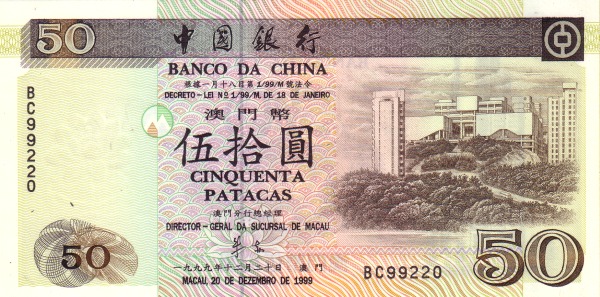 50 中國銀行
BANCO DA CHINA
根據一月十八日第1/99/M號法令
DECRETO-LEI Nº 1/99/M, DE 18 DE JANEIRO
BC99220
澳門幣
伍拾圓
CINQUENTA
PATACAS
澳門分行總經理
DIRECTOR-GERAL DA SUCURSAL DE MACAU
50
一九九九年十二月二十日 澳門
MACAU, 20 DE DEZEMBRO DE 1999
BC99220
50